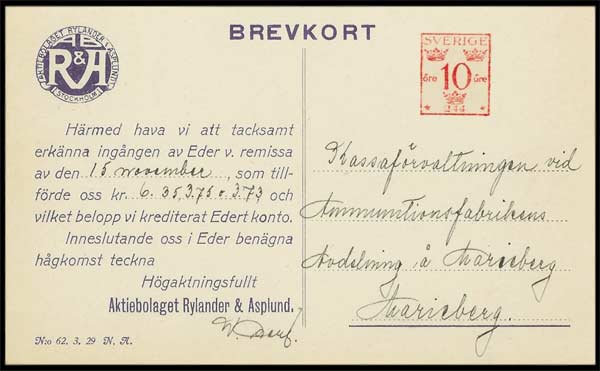 BREVKORT
AKTIEBOLAGET RYLANDER & ASPLUND
R&A
STOCKHOLM
SVERIGE
öre 10 öre
244
Härmed hava vi att tacksamt
erkänna ingången av Eder v. remissa
av den 15 november, som till-
förde oss kr. 6.353.75 3.73 och
vilket belopp vi krediterat Edert konto.
Inneslutande oss i Eder benägna
hågkomst teckna
Högaktningsfullt
Aktiebolaget Rylander & Asplund.
N:o 62. 3. 29 N. A.
Kassaförvaltningen vid
Ammunitionsfabrikens
Avdelning å Marieberg
Marieberg.